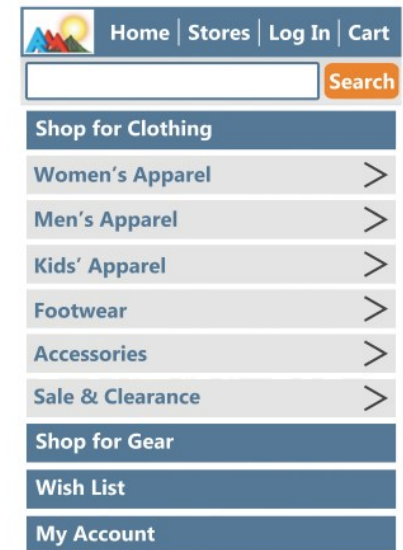 Home | Stores | Log In | Cart
Search
Shop for Clothing
Women's Apparel
Men's Apparel
Kids' Apparel
Footwear
Accessories
Sale & Clearance
Shop for Gear
Wish List
My Account